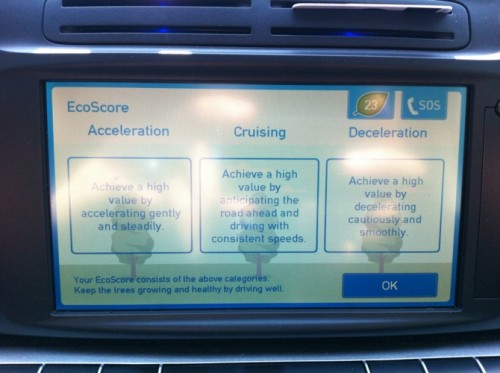 EcoScore
23
SOS
Acceleration
Cruising
Deceleration
Achieve a high
value by
accelerating gently
and steadily.
Achieve a high
value by
anticipating the
road ahead and
driving with
consistent speeds.
Achieve a high
value by
decelerating
cautiously and
smoothly.
Your EcoScore consists of the above categories.
Keep the trees growing and healthy by driving well.
OK